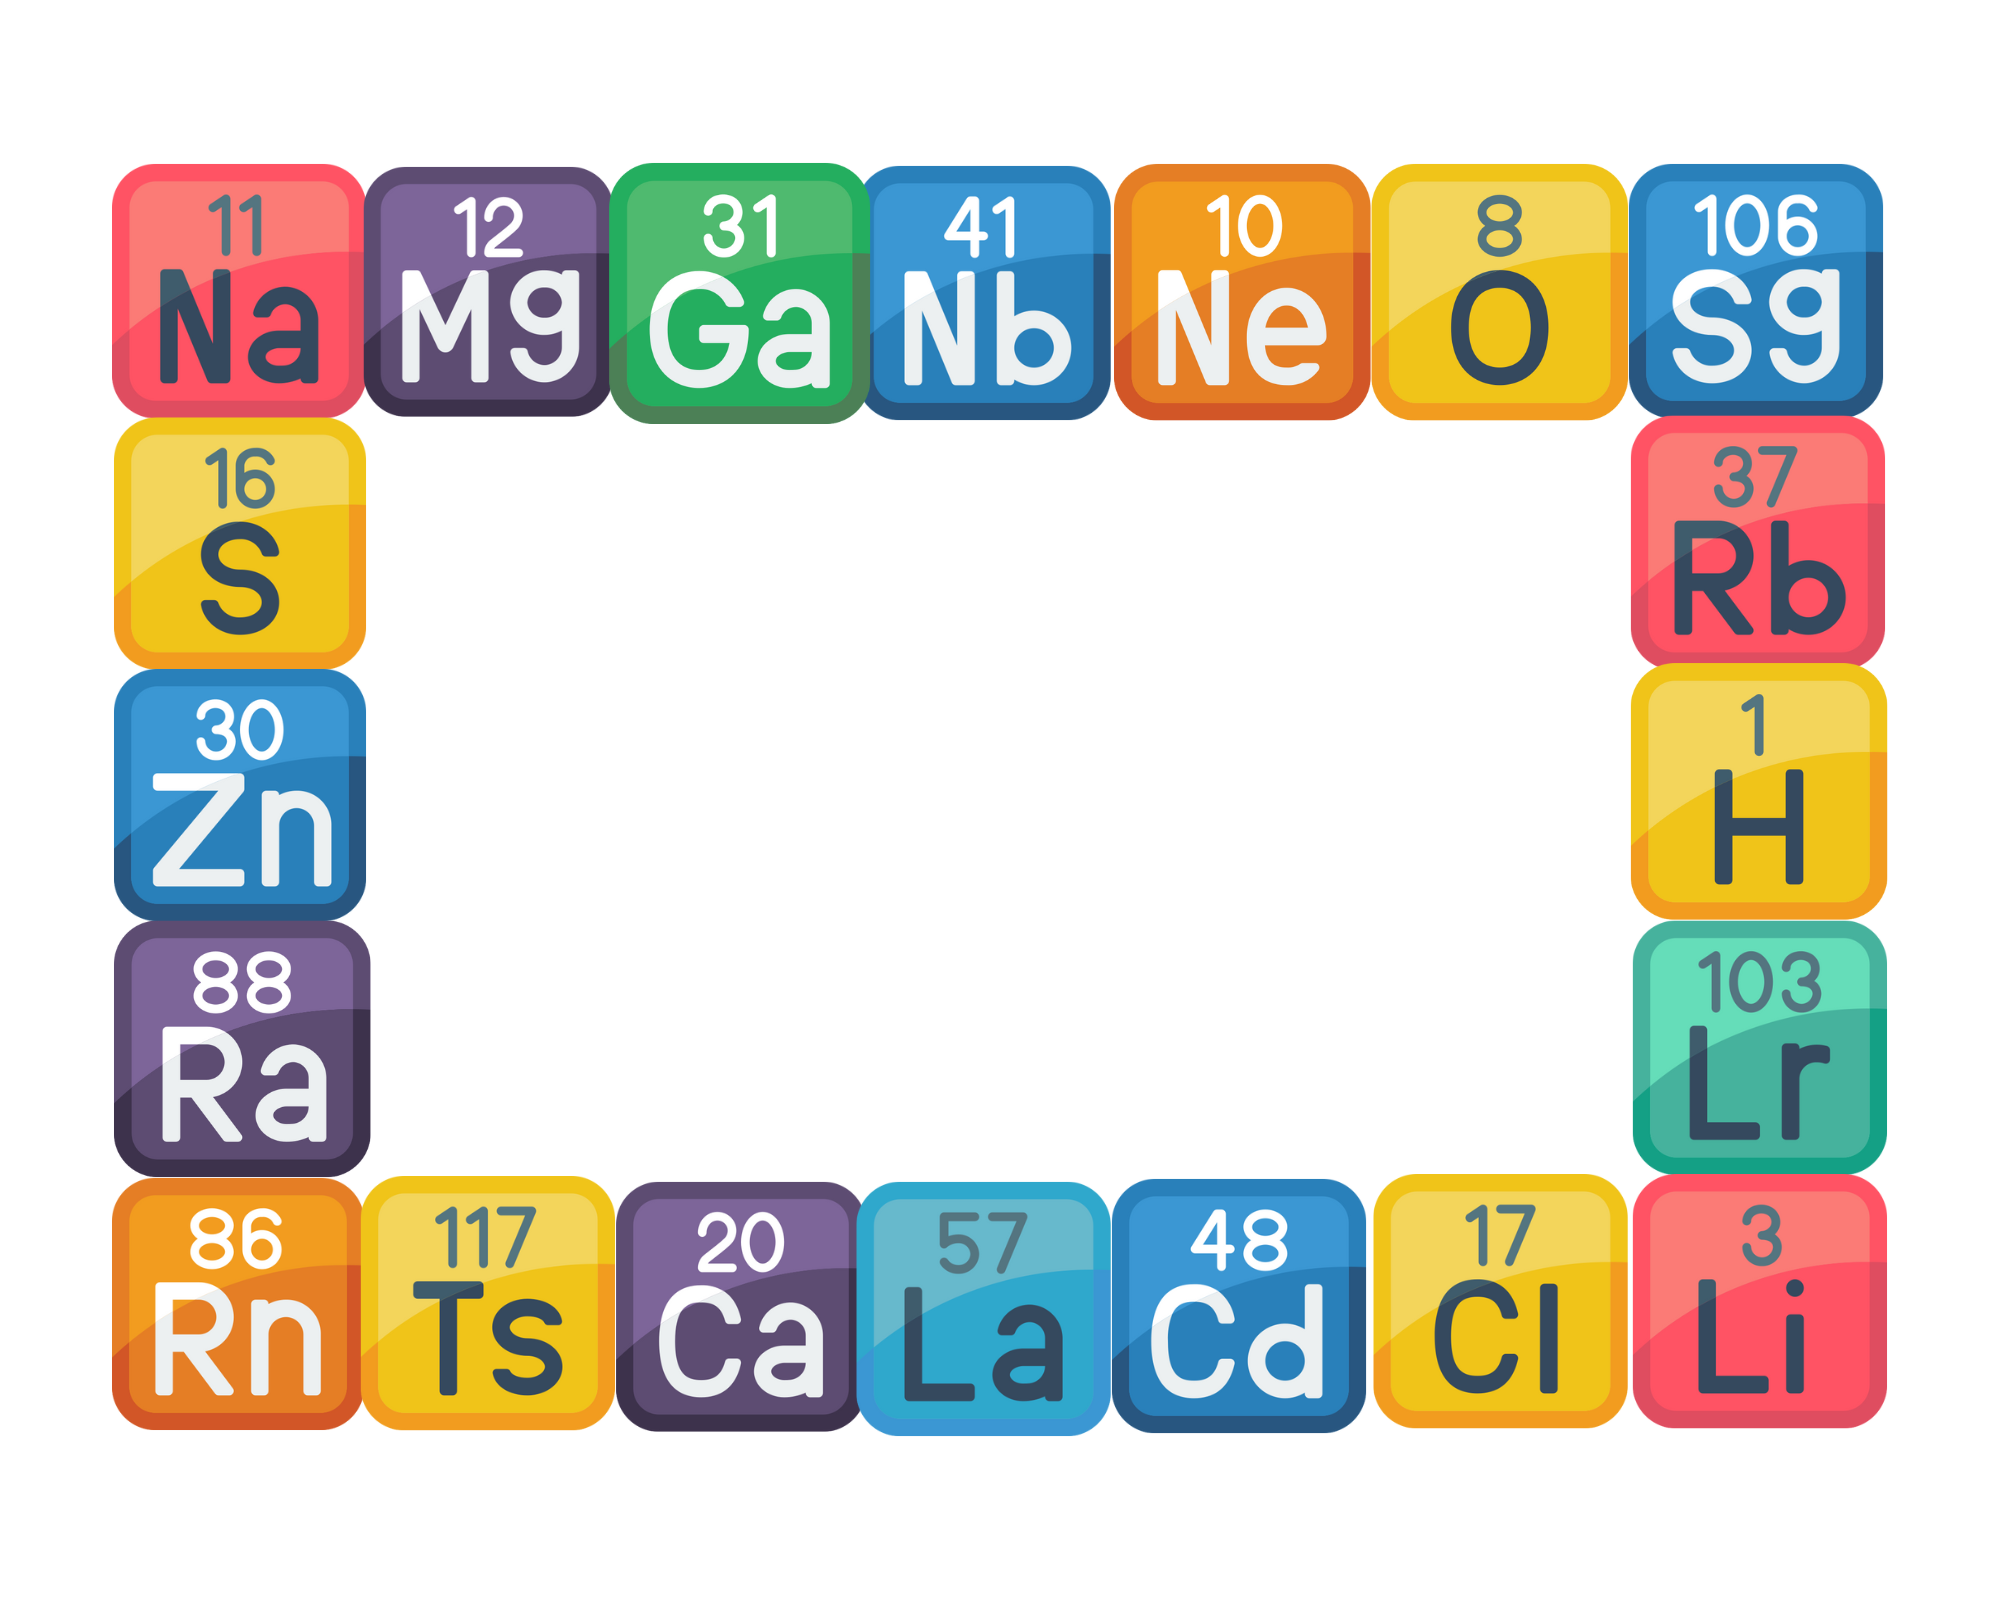 11 12 31 41 10 8 106
Na Mg Ga Nb Ne O Sg
16 37
S Rb
30 1
Zn H
88 103
Ra Lr
86 117 20 57 48 17 3
Rn Ts Ca La Cd Cl Li